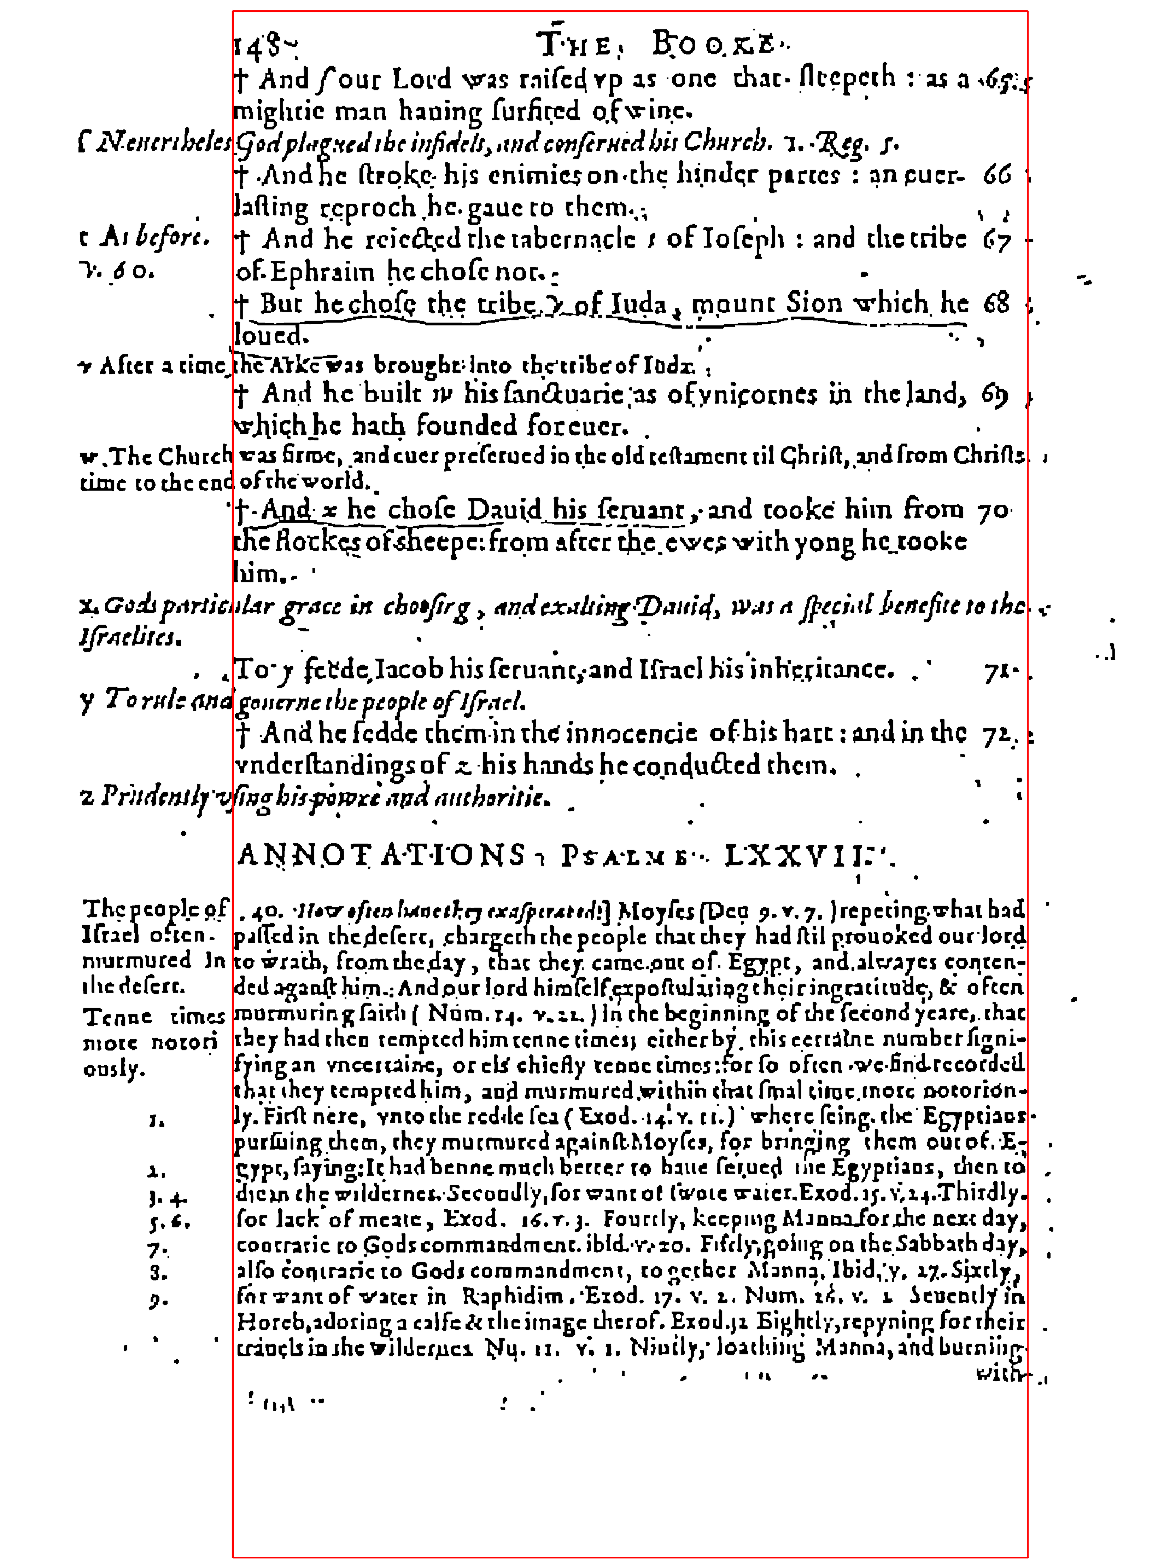 148 THE BOOKE
† And ſ our Lord was raiſed vp as one that ſleepeth : as a 65
mightie man hauing ſurfited of wine.
ſ Neuertheles God plagued the infidels, and conſerued his Church. 1. Reg. 5.
† And he ſtroke his enimies on the hinder partes : an euer- 66
laſting reproch he gaue to them.
t As before. v. 60.
† And he reiected the tabernacle t of Ioſeph : and the tribe 67
of Ephraim he choſe not.
† But he choſe the tribe v of Iuda, mount Sion which he 68
loued.
v After a time the Arke was brought into the tribe of Iuda.
† And he built w his ſanctuarie as of vnicornes in the land, 69
which he hath founded for euer.
w The Church was firme, and euer preſerued in the old teſtament til Chriſt, and from Chriſts
time to the end of the world.
† And x he choſe Dauid his ſeruant, and tooke him from 70
the flockes of sheepe: from after the ewes with yong he tooke
him.
x Gods particular grace in chooſing, and exalting Dauid, was a ſpecial benefite to the
Iſraelites.
To y feede Iacob his ſeruant, and Iſrael his inheritance. 71
y To rule and gouerne the people of Iſrael.
† And he fedde them in the innocencie of his hart : and in the 72
vnderſtandings of z his hands he conducted them.
z Prudently vſing his powre and authoritie.
ANNOTATIONS. PSALME LXXVII.
The people of
Iſrael often
murmured in
the deſert.
Tenne times
more notori
ously.
40. How often haue they exaſperated?] Moyſes (Deu 9. v. 7.) repeting what had
paſſed in the deſert, chargeth the people that they had ſtil prouoked our lord
to wrath, from the day, that they came out of Egypt, and alwayes conten-
ded againſt him. And our lord himſelf expoſtulating their ingratitude, & often
murmuring ſaith (Num. 14. v. 22.) In the beginning of the ſecond yeare, that
they had then tempted him tenne times; either by this certaine number ſigni-
fying an vncertaine, or els chiefly tenne times: for ſo often we find recorded
that they tempted him, and murmured within that ſmal time more notorion-
1. ly. Firſt nere, vnto the redde ſea (Exod. 14. v. 11.) where ſeing the Egyptians
purſuing them, they murmured againſt Moyſes, for bringing them out of E-
2. gypt, ſaying: It had benne much better to haue ſerued the Egyptians, then to
3. 4. die in the wildernes. Secondly, for want of ſwete water. Exod. 15. v. 24. Thirdly.
5. 6. for lack of meate, Exod. 16. v. 3. Fourtly, keeping Manna for the next day,
7. contrarie to Gods commandment. ibid. v. 20. Fiftly, going on the Sabbath day,
8. alſo contrarie to Gods commandment, to gether Manna, Ibid. v. 27. Sixtly,
9. for want of water in Raphidim. Exod. 17. v. 2. Num. v. Seuently in
Horeb, adoring a calfe & the image therof. Exod. 32 Eightly, repyning for their
trauels in the wildernes Nu. 11. v. 1. Nintly, loathing Manna, and burning
with